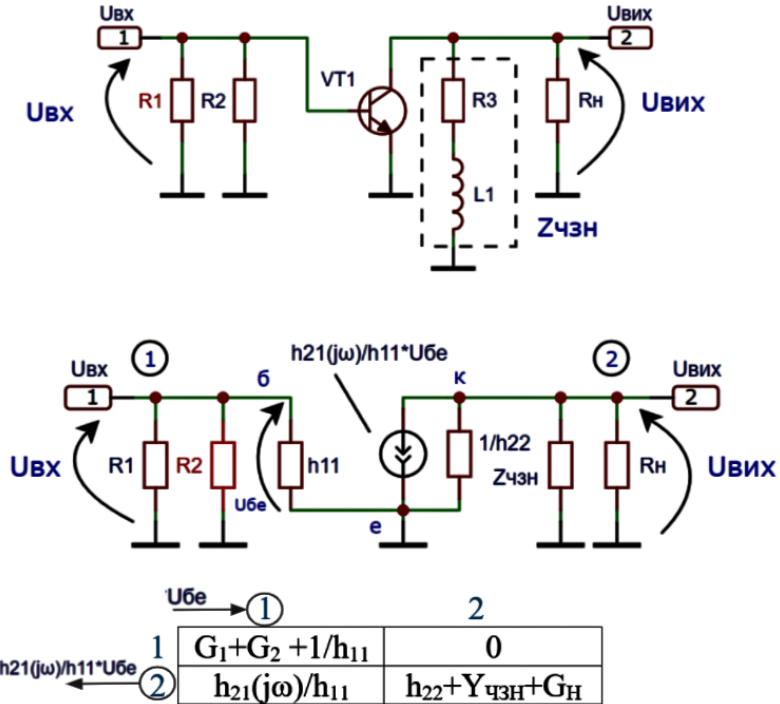 Uвх
Uвих
1
2
VT1
R1
R2
R3
Rн
Uвх
Uвих
L1
Zчзн
h21(jω)/h11*Uбе
1
2
Uвх
б
к
Uвих
1
2
R1
R2
h11
1/h22
Zчзн
Rн
Uвх
Uвих
Uбе
е
Uбе
1
2
1
G₁+G₂ +1/h₁₁
0
h21(jω)/h11*Uбе
2
h₂₁(jω)/h₁₁
h₂₂+Yчзн+Gн